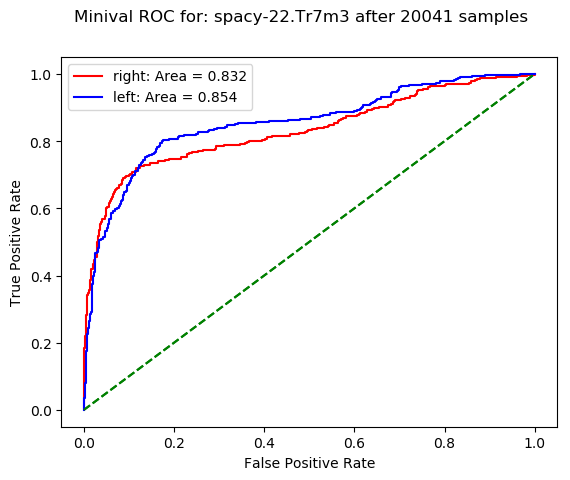 Minival ROC for: spacy-22.Tr7m3 after 20041 samples
right: Area = 0.832
left: Area = 0.854
1.0
0.8
0.6
0.4
0.2
0.0
True Positive Rate
0.0 0.2 0.4 0.6 0.8 1.0
False Positive Rate